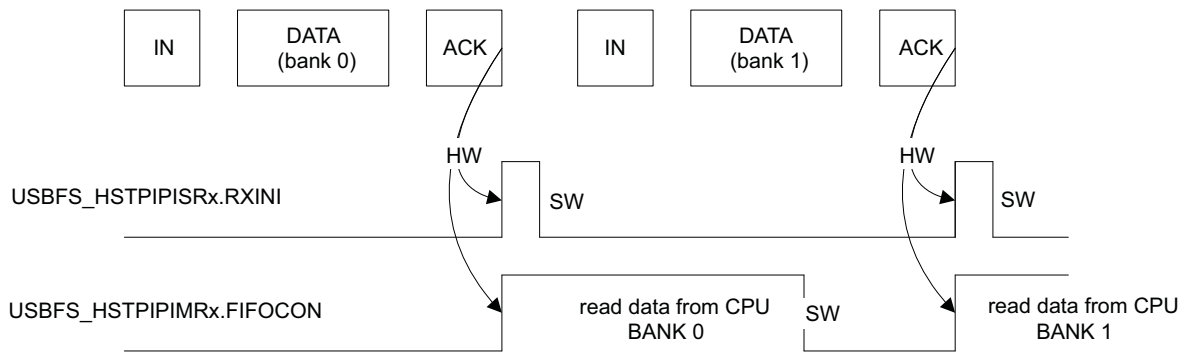 IN
DATA
(bank 0)
ACK
IN
DATA
(bank 1)
ACK
HW
HW
USBFS_HSTPIPISRx.RXINI
SW
SW
USBFS_HSTPIPIMRx.FIFOCON
read data from CPU
BANK 0
SW
read data from CPU
BANK 1